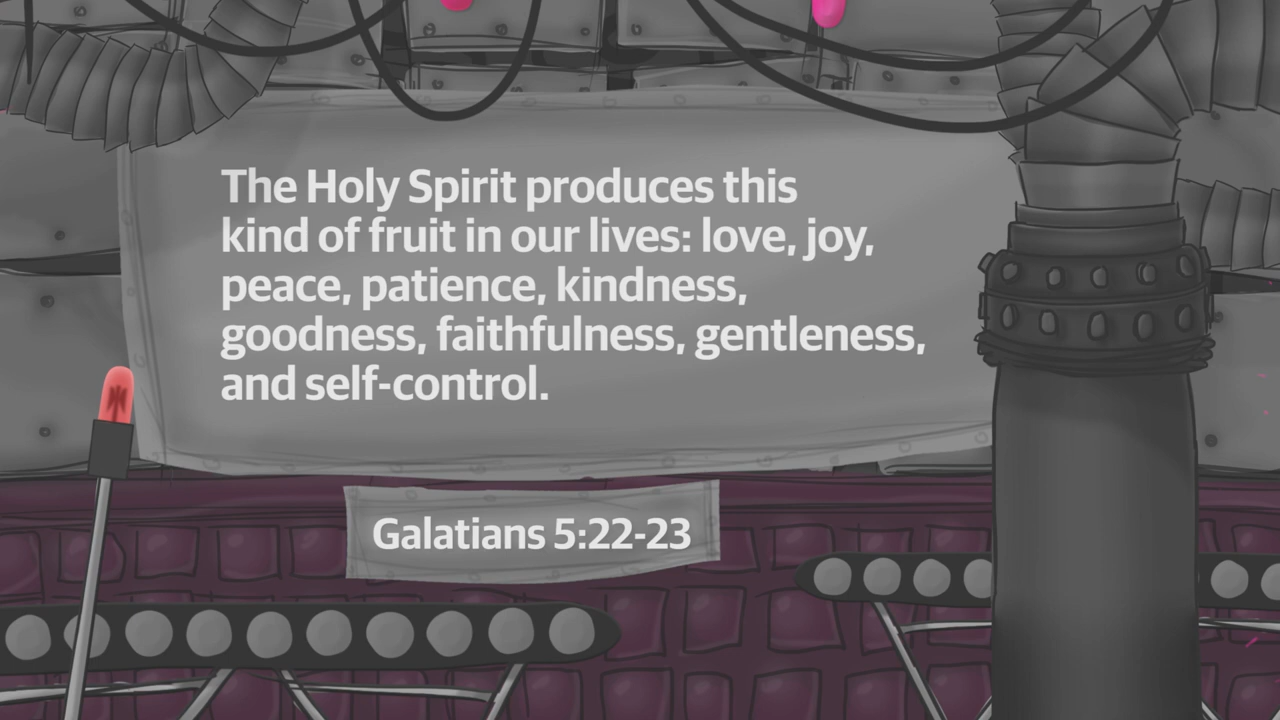 The Holy Spirit produces this
kind of fruit in our lives: love, joy,
peace, patience, kindness,
goodness, faithfulness, gentleness,
and self-control.
Galatians 5:22-23